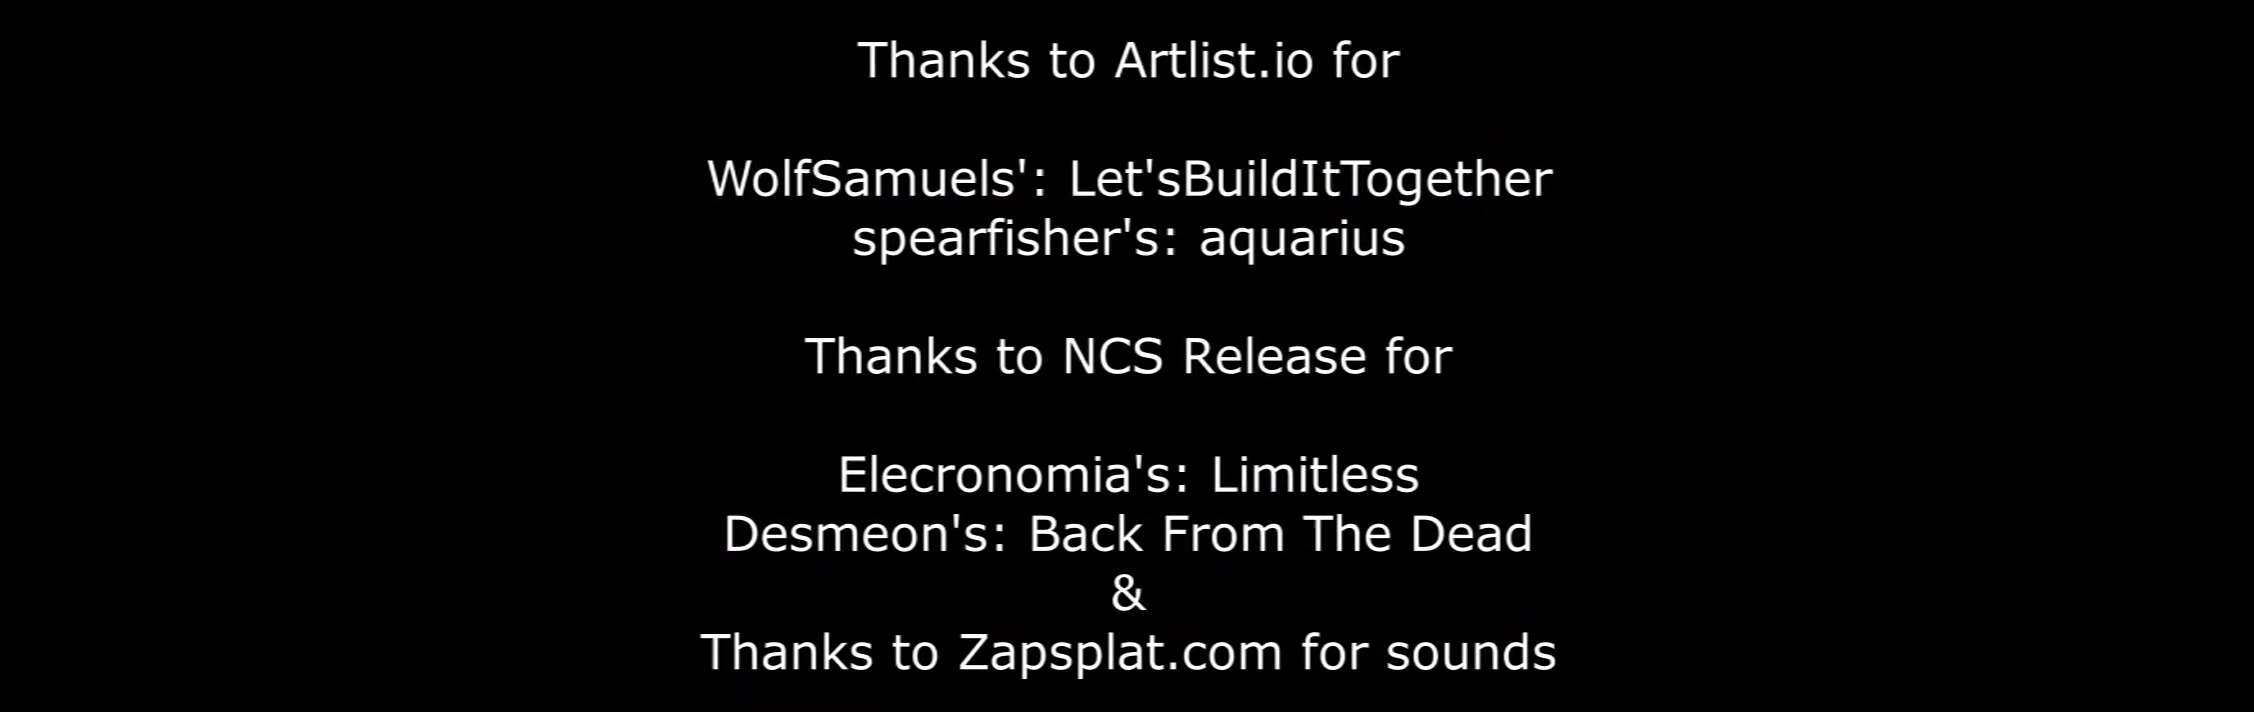 Thanks to Artlist.io for
WolfSamuels': Let'sBuildItTogether
spearfisher's: aquarius
Thanks to NCS Release for
Elecronomia's: Limitless
Desmeon's: Back From The Dead
&
Thanks to Zapsplat.com for sounds